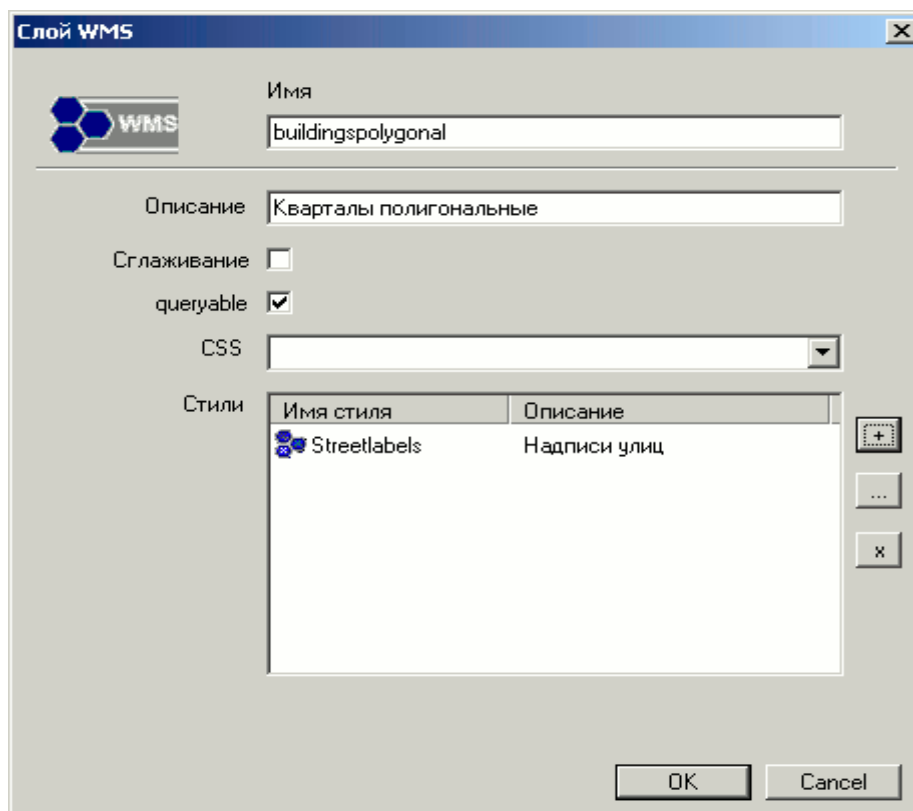 Слой WMS
WMS
Имя
buildingspolygonal
Описание
Кварталы полигональные
Сглаживание
queryable
CSS
Стили
Имя стиля Описание
Streetlabels Надписи улиц
+
...
x
OK Cancel